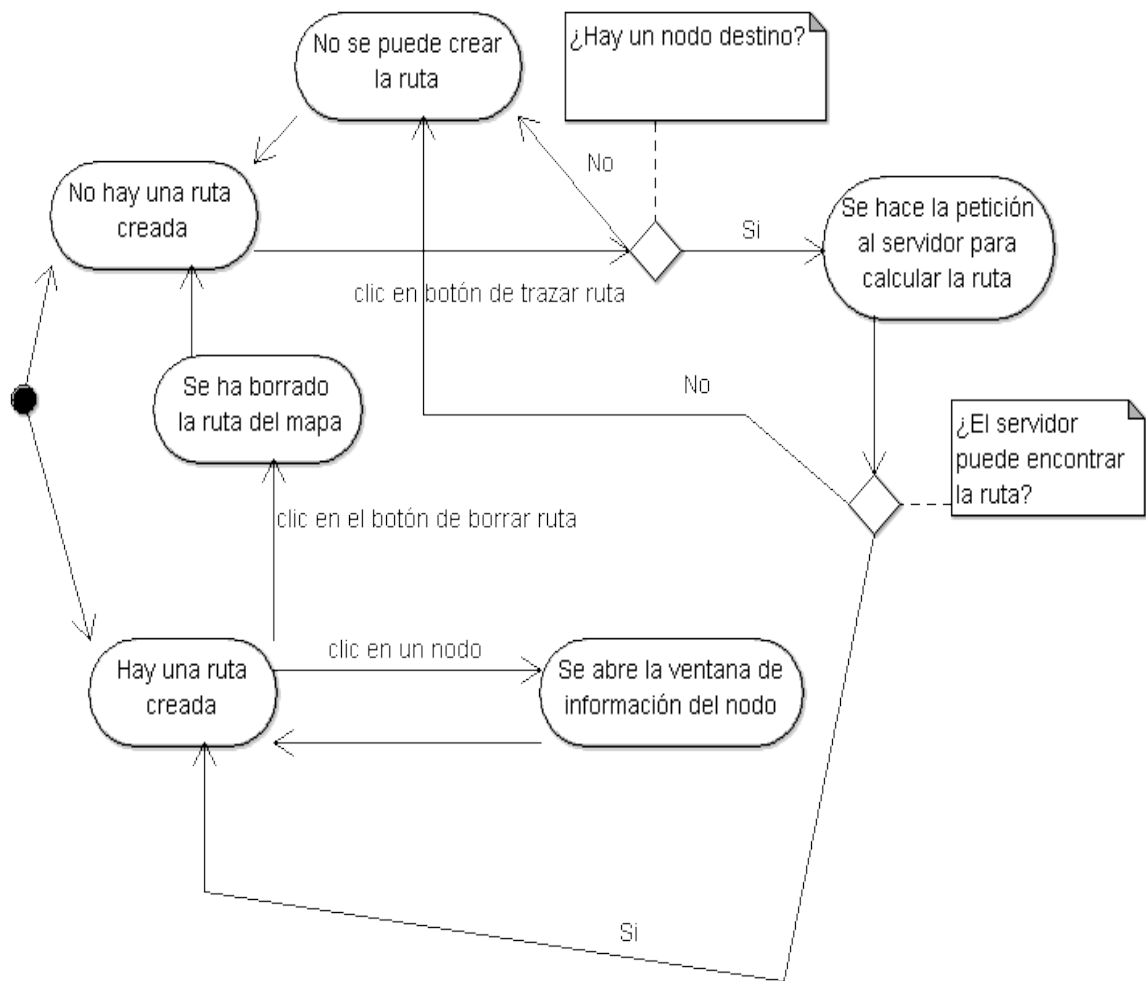 No se puede crear
la ruta
¿Hay un nodo destino?
No
No hay una ruta
creada
Se hace la petición
al servidor para
calcular la ruta
Si
clic en botón de trazar ruta
Se ha borrado
la ruta del mapa
No
¿El servidor
puede encontrar
la ruta?
clic en el botón de borrar ruta
Hay una ruta
creada
clic en un nodo
Se abre la ventana de
información del nodo
Si